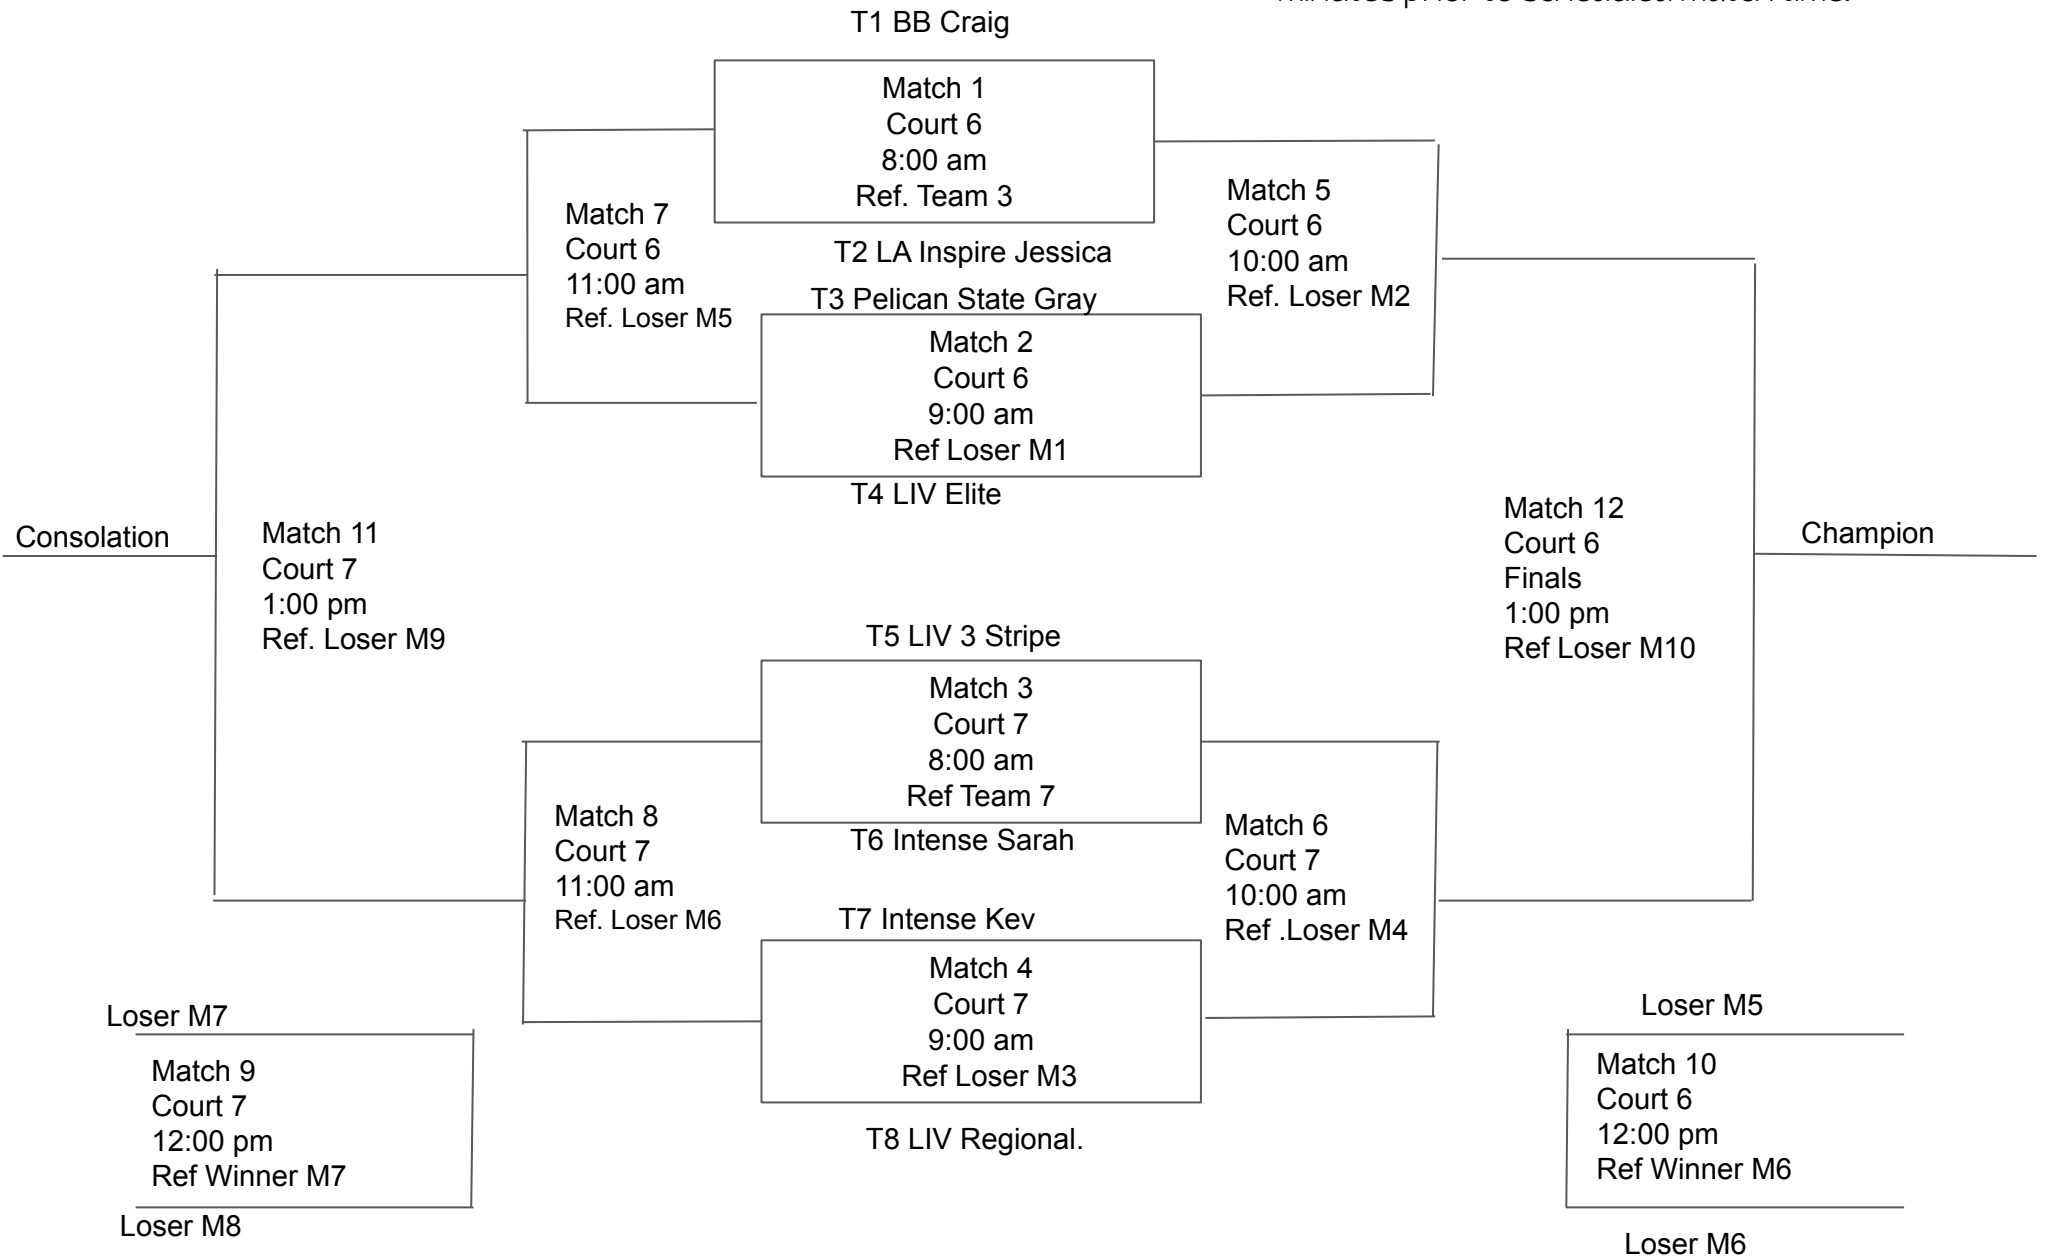 minutes prior to scheduled match time.
T1 BB Craig
Match 1
Court 6
8:00 am
Ref. Team 3
T2 LA Inspire Jessica
Match 7
Court 6
11:00 am
Ref. Loser M5
Match 5
Court 6
10:00 am
Ref. Loser M2
T3 Pelican State Gray
Match 2
Court 6
9:00 am
Ref Loser M1
T4 LIV Elite
Consolation
Match 11
Court 7
1:00 pm
Ref. Loser M9
Match 12
Court 6
Finals
1:00 pm
Ref Loser M10
Champion
T5 LIV 3 Stripe
Match 3
Court 7
8:00 am
Ref Team 7
T6 Intense Sarah
Match 8
Court 7
11:00 am
Ref. Loser M6
Match 6
Court 7
10:00 am
Ref .Loser M4
T7 Intense Kev
Match 4
Court 7
9:00 am
Ref Loser M3
T8 LIV Regional.
Loser M7
Match 9
Court 7
12:00 pm
Ref Winner M7
Loser M8
Loser M5
Match 10
Court 6
12:00 pm
Ref Winner M6
Loser M6